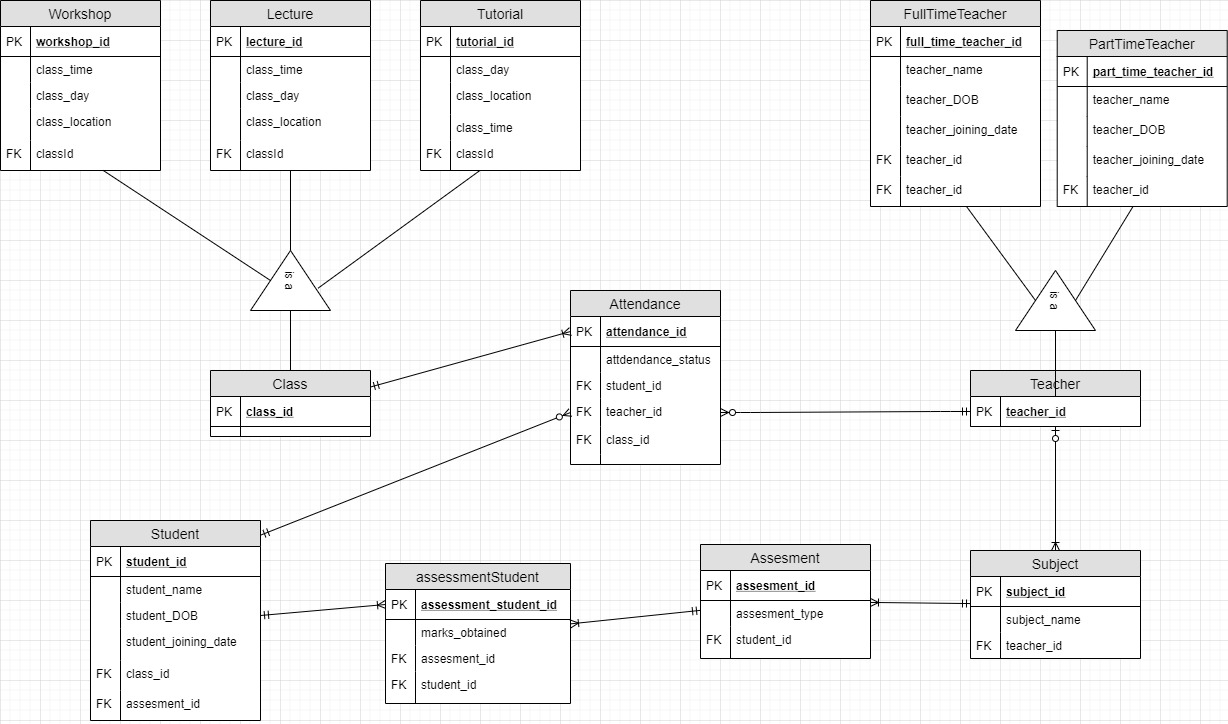 Workshop
PK workshop_id
class_time
class_day
class_location
FK classId
Lecture
PK lecture_id
class_time
class_day
class_location
FK classId
Tutorial
PK tutorial_id
class_day
class_location
class_time
FK classId
FullTimeTeacher
PK full_time_teacher_id
teacher_name
teacher_DOB
teacher_joining_date
FK teacher_id
FK teacher_id
PartTimeTeacher
PK part_time_teacher_id
teacher_name
teacher_DOB
teacher_joining_date
FK teacher_id
is a
is a
Attendance
PK attendance_id
attdendance_status
FK student_id
FK teacher_id
FK class_id
Class
PK class_id
Teacher
PK teacher_id
Student
PK student_id
student_name
student_DOB
student_joining_date
FK class_id
FK assesment_id
assessmentStudent
PK assessment_student_id
marks_obtained
FK assesment_id
FK student_id
Assesment
PK assesment_id
assesment_type
FK student_id
Subject
PK subject_id
subject_name
FK teacher_id